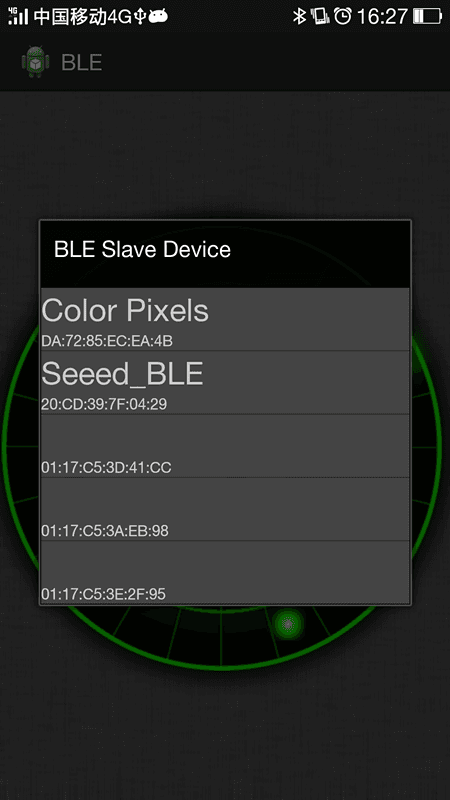 4G 中国移动4G 16:27
BLE
BLE Slave Device
Color Pixels
DA:72:85:EC:EA:4B
Seeed_BLE
20:CD:39:7F:04:29
01:17:C5:3D:41:CC
01:17:C5:3A:EB:98
01:17:C5:3E:2F:95